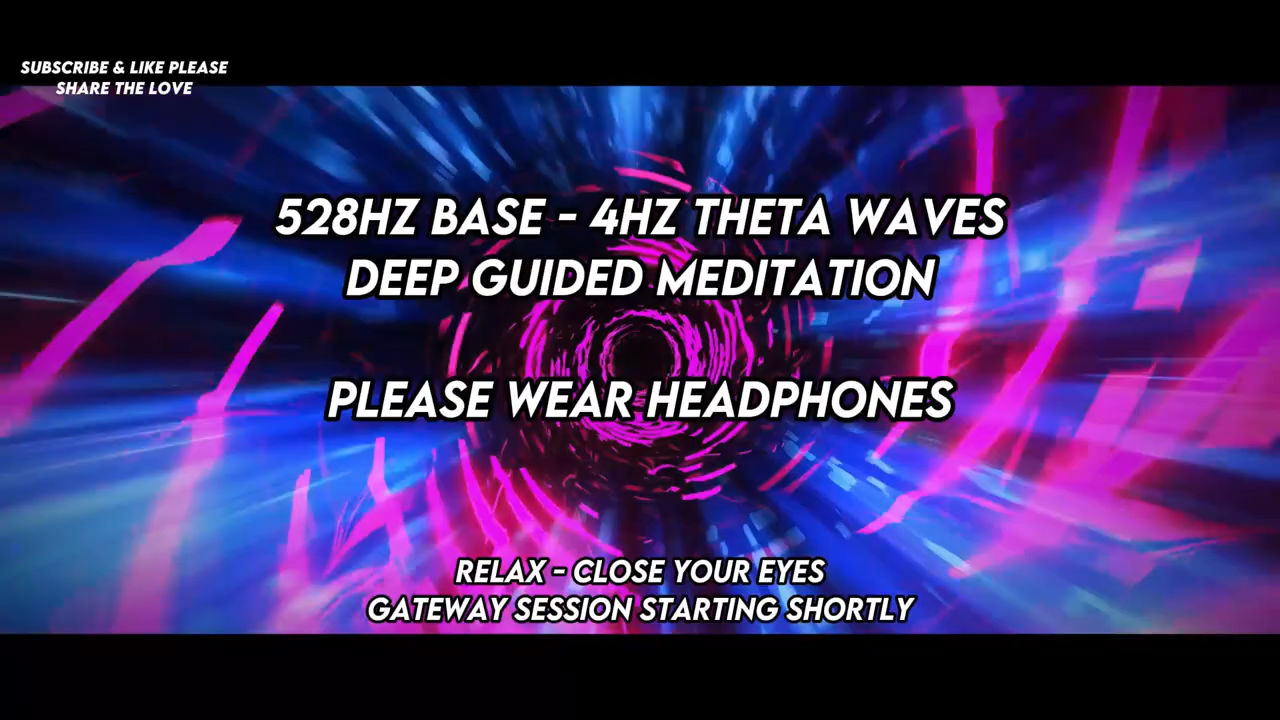 SUBSCRIBE & LIKE PLEASE
SHARE THE LOVE
528HZ BASE - 4HZ THETA WAVES
DEEP GUIDED MEDITATION
PLEASE WEAR HEADPHONES
RELAX - CLOSE YOUR EYES
GATEWAY SESSION STARTING SHORTLY